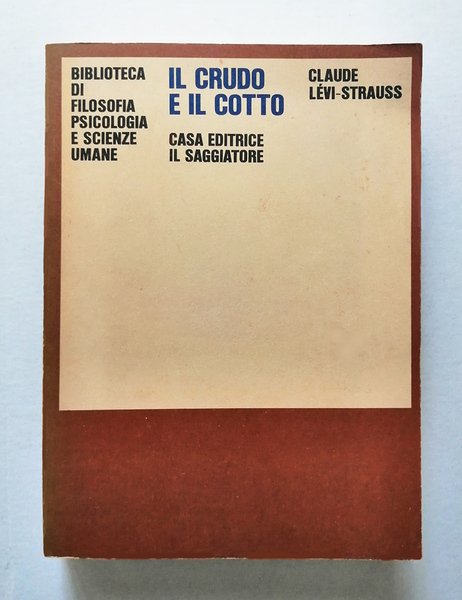 BIBLIOTECA
DI
FILOSOFIA
PSICOLOGIA
E SCIENZE
UMANE
IL CRUDO
E IL COTTO
CASA EDITRICE
IL SAGGIATORE
CLAUDE
LÉVI-STRAUSS